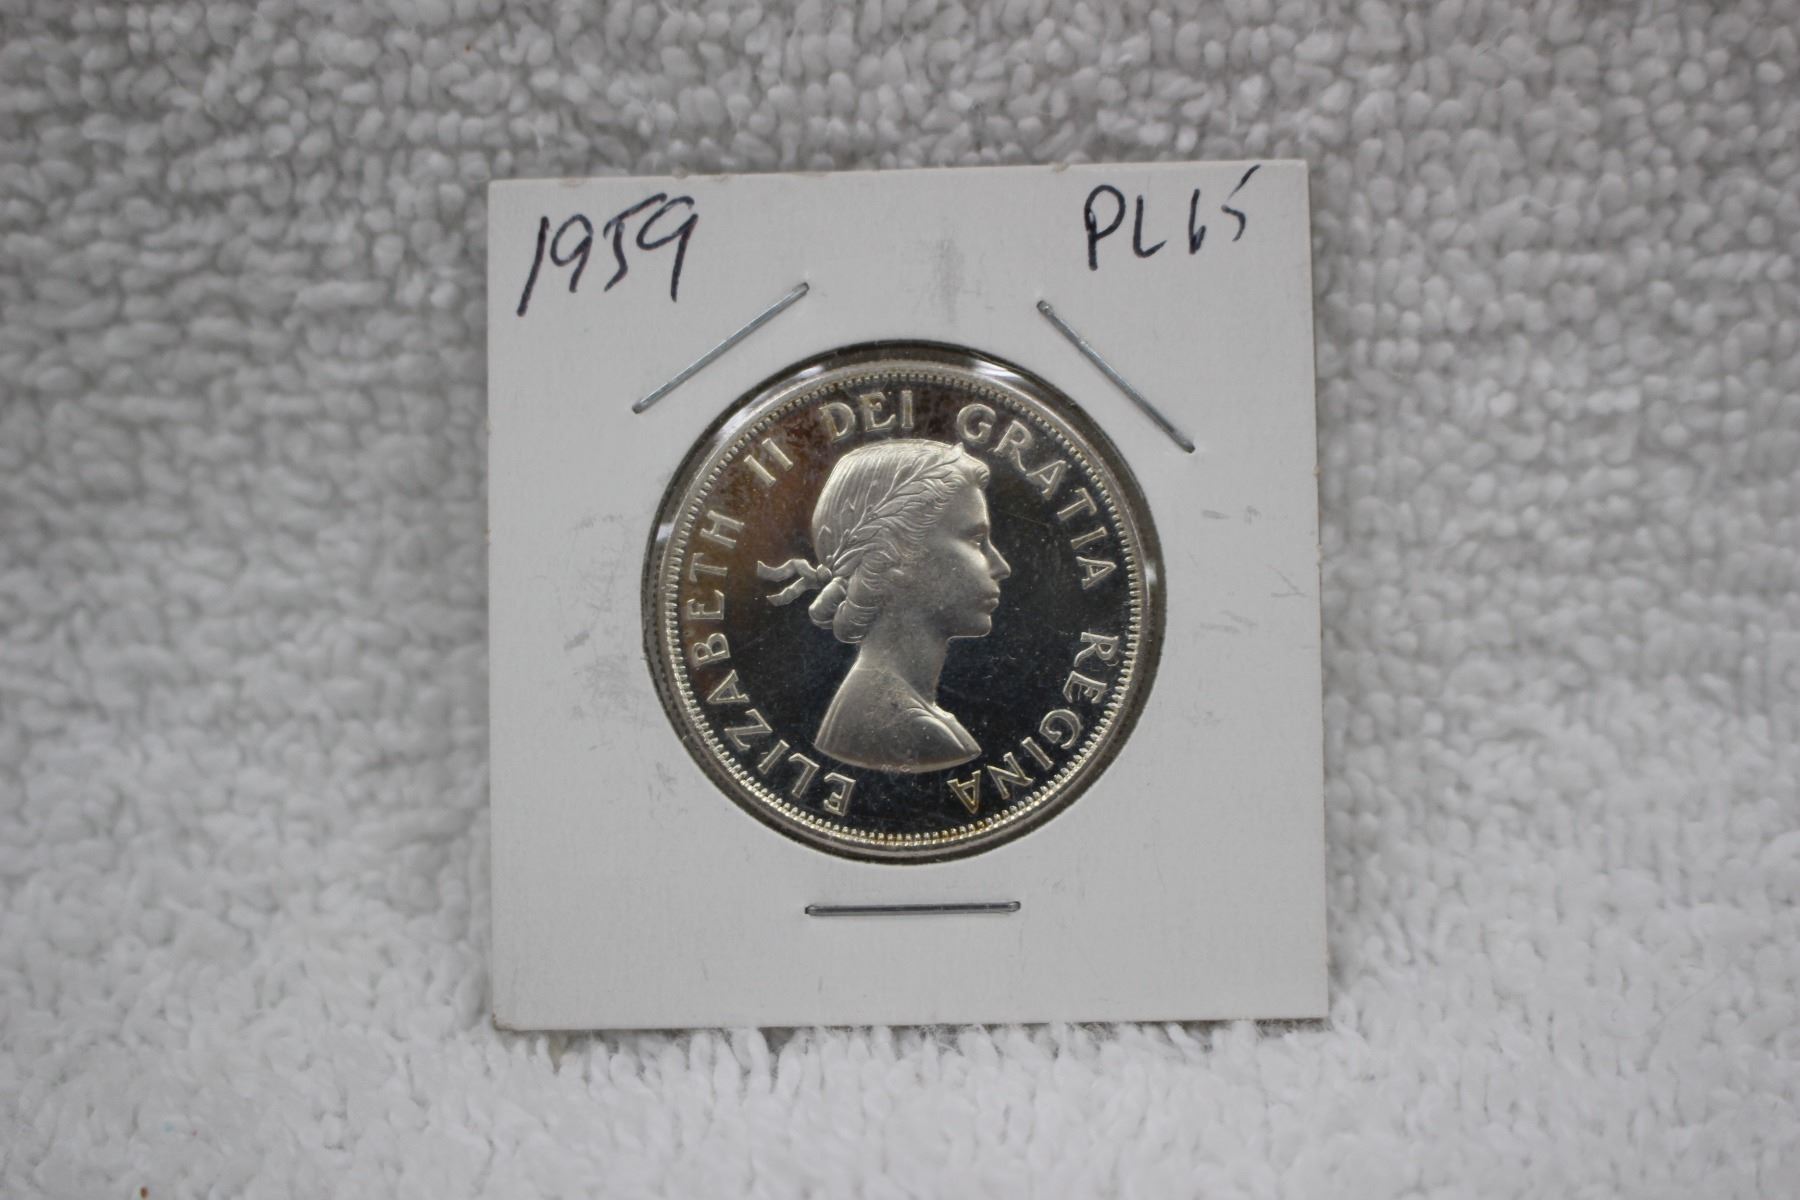 1959
PL65
ELIZABETH II DEI GRATIA REGINA